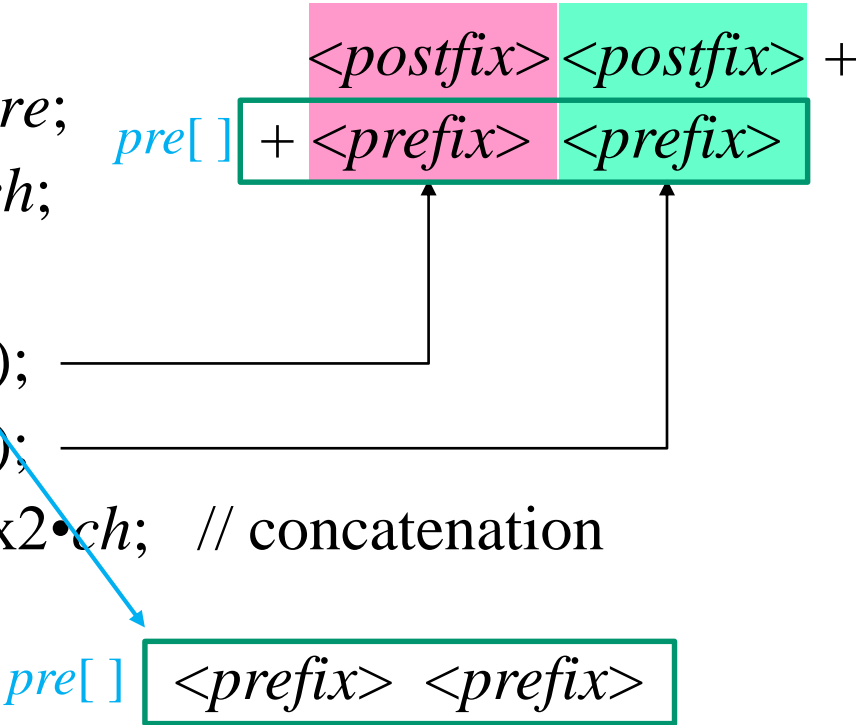 <postfix> <postfix> +
re;
pre[ ] + <prefix> <prefix>
h;
);
);
x2•ch; // concatenation
pre[ ] <prefix> <prefix>